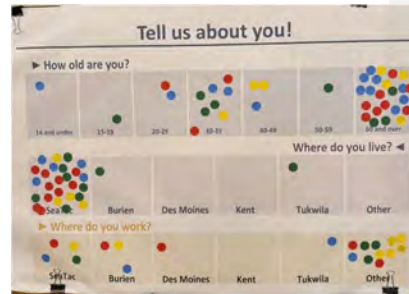 Tell us about you!
► How old are you?
14 and under 15-19 20-29 30-39 40-49 50-59 60 and over
Where do you live? ◄
SeaTac Burien Des Moines Kent Tukwila Other
► Where do you work?
SeaTac Burien Des Moines Kent Tukwila Other